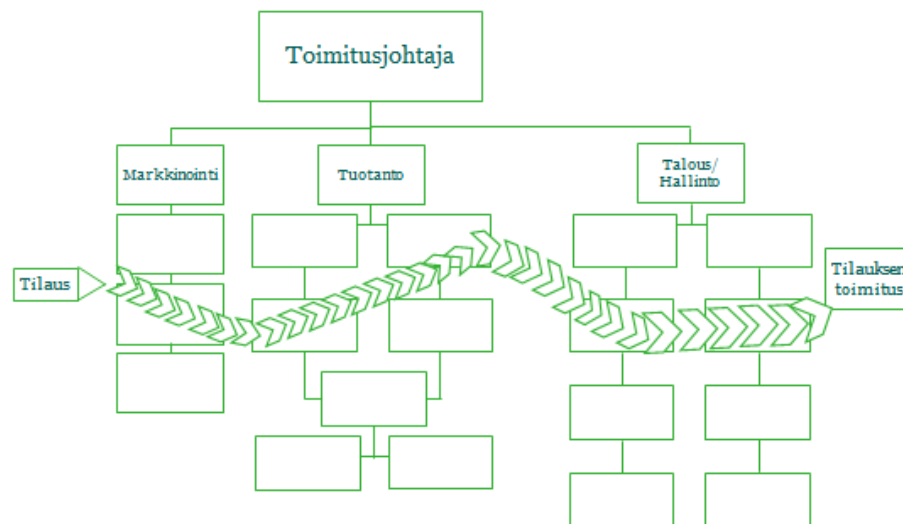 Toimitusjohtaja
Markkinointi
Tuotanto
Talous/
Hallinto
Tilaus
Tilauksen
toimitus